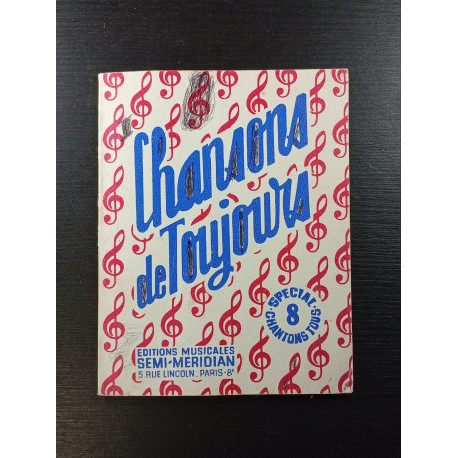 Chansons
de Toujours
SPECIAL
8
CHANTONS TOUS
EDITIONS MUSICALES
SEMI-MERIDIAN
5, RUE LINCOLN, PARIS-8e